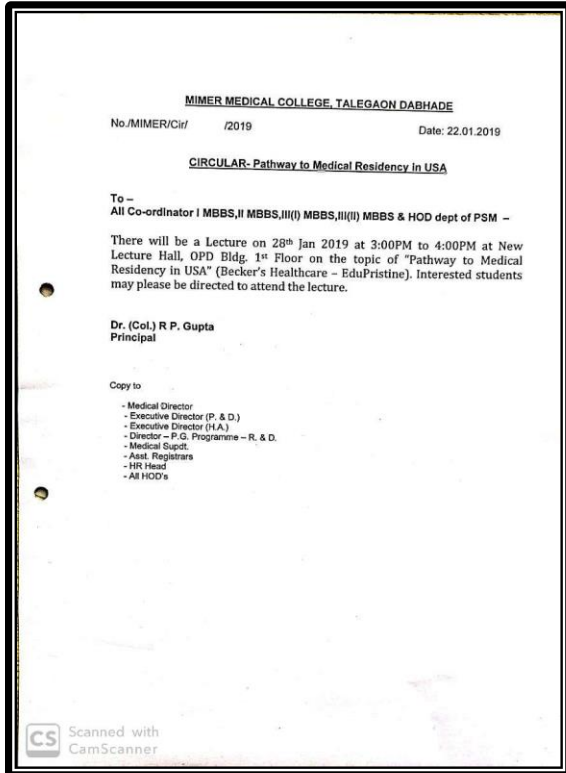 MIMER MEDICAL COLLEGE, TALEGAON DABHADE
No./MIMER/Cir/ /2019
Date: 22.01.2019
CIRCULAR- Pathway to Medical Residency in USA
To –
All Co-ordinator I MBBS,II MBBS,III(I) MBBS,III(II) MBBS & HOD dept of PSM –
There will be a Lecture on 28th Jan 2019 at 3:00PM to 4:00PM at New
Lecture Hall, OPD Bldg. 1st Floor on the topic of "Pathway to Medical
Residency in USA" (Becker's Healthcare – EduPristine). Interested students
may please be directed to attend the lecture.
Dr. (Col.) R P. Gupta
Principal
Copy to
- Medical Director
- Executive Director (P. & D.)
- Executive Director (H.A.)
- Director – P.G. Programme – R. & D.
- Medical Supdt.
- Asst. Registrars
- HR Head
- All HOD's
CS Scanned with
CamScanner